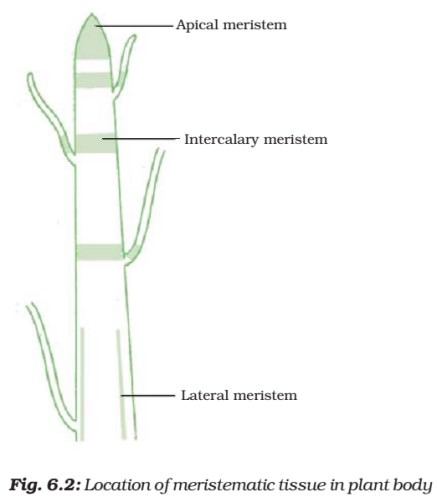 Apical meristem
Intercalary meristem
Lateral meristem
Fig. 6.2: Location of meristematic tissue in plant body